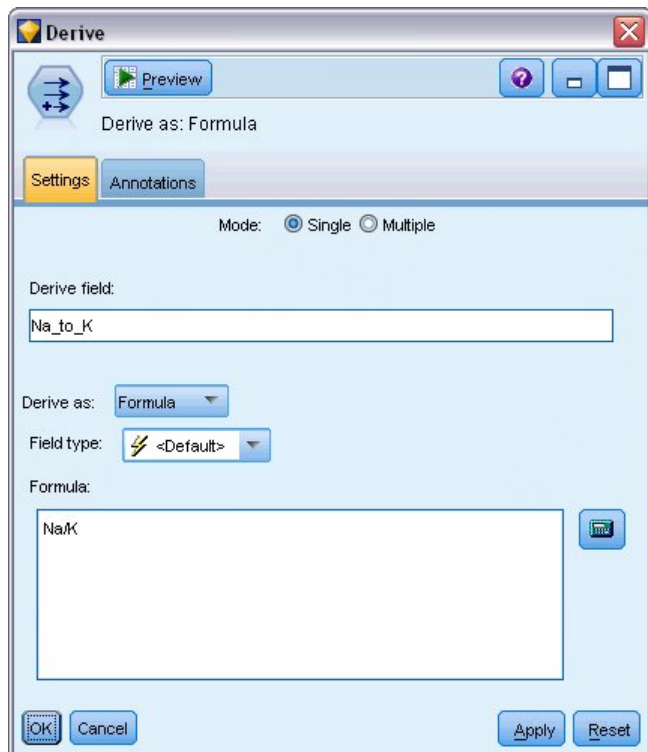 Derive
Preview
Derive as: Formula
Settings Annotations
Mode: Single Multiple
Derive field:
Na_to_K
Derive as: Formula
Field type: <Default>
Formula:
Na/K
OK Cancel Apply Reset